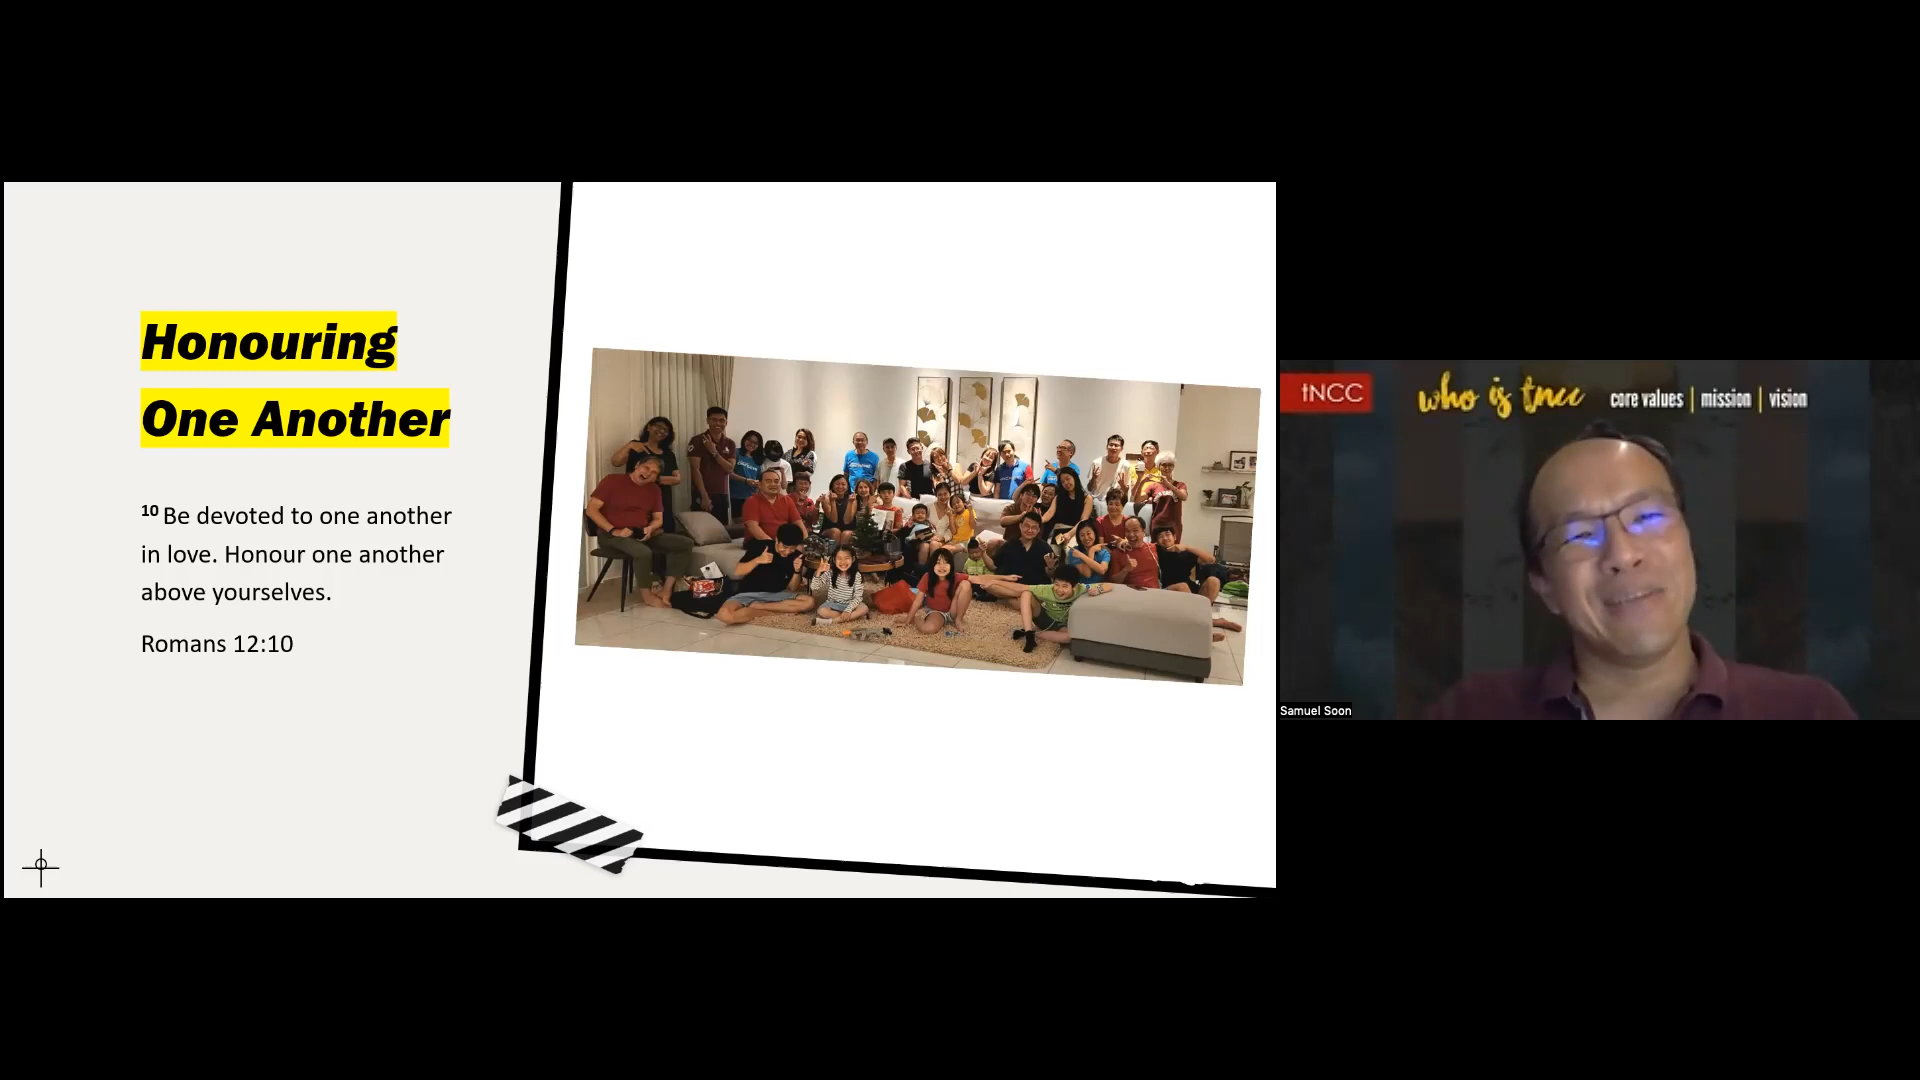 Honouring
One Another
10 Be devoted to one another
in love. Honour one another
above yourselves.
Romans 12:10
tNCC
who is tncc core values | mission | vision
Samuel Soon